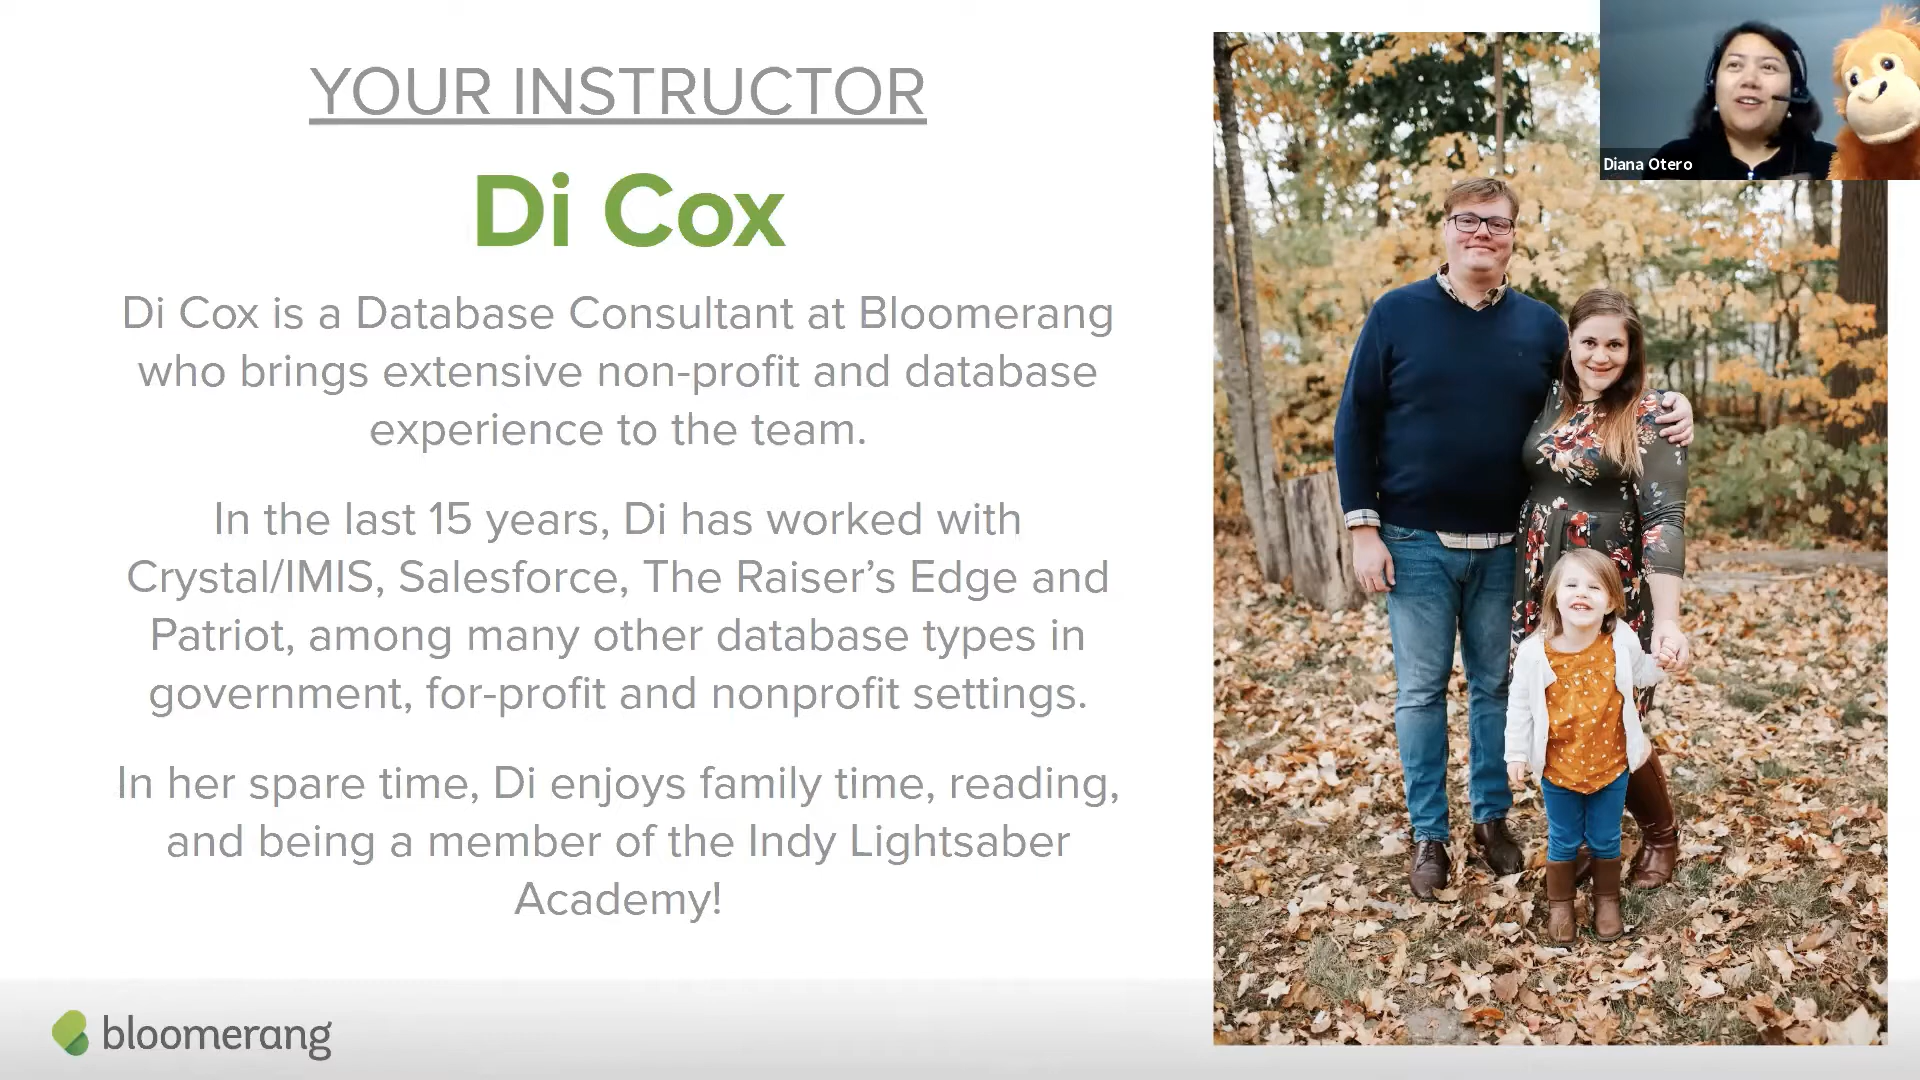 YOUR INSTRUCTOR
Di Cox
Di Cox is a Database Consultant at Bloomerang
who brings extensive non-profit and database
experience to the team.
In the last 15 years, Di has worked with
Crystal/IMIS, Salesforce, The Raiser’s Edge and
Patriot, among many other database types in
government, for-profit and nonprofit settings.
In her spare time, Di enjoys family time, reading,
and being a member of the Indy Lightsaber
Academy!
bloomerang
Diana Otero